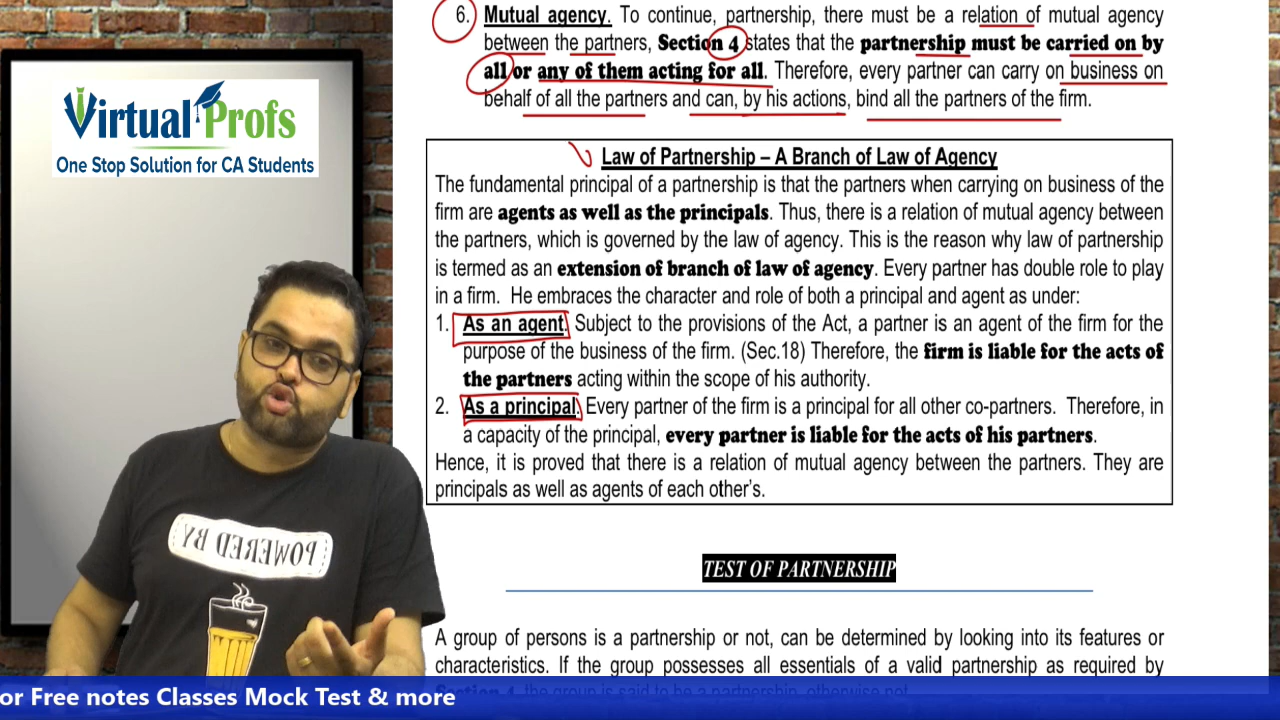 6. Mutual agency. To continue, partnership, there must be a relation of mutual agency
between the partners, Section 4 states that the partnership must be carried on by
all or any of them acting for all. Therefore, every partner can carry on business on
behalf of all the partners and can, by his actions, bind all the partners of the firm.
Virtual Profs
One Stop Solution for CA Students
Law of Partnership – A Branch of Law of Agency
The fundamental principal of a partnership is that the partners when carrying on business of the
firm are agents as well as the principals. Thus, there is a relation of mutual agency between
the partners, which is governed by the law of agency. This is the reason why law of partnership
is termed as an extension of branch of law of agency. Every partner has double role to play
in a firm. He embraces the character and role of both a principal and agent as under:
1. As an agent. Subject to the provisions of the Act, a partner is an agent of the firm for the
purpose of the business of the firm. (Sec.18) Therefore, the firm is liable for the acts of
the partners acting within the scope of his authority.
2. As a principal. Every partner of the firm is a principal for all other co-partners. Therefore, in
a capacity of the principal, every partner is liable for the acts of his partners.
Hence, it is proved that there is a relation of mutual agency between the partners. They are
principals as well as agents of each other's.
POWERED BY
TEST OF PARTNERSHIP
A group of persons is a partnership or not, can be determined by looking into its features or
characteristics. If the group possesses all essentials of a valid partnership as required by
Section 4, the group is said to be a partnership, otherwise not.
or Free notes Classes Mock Test & more